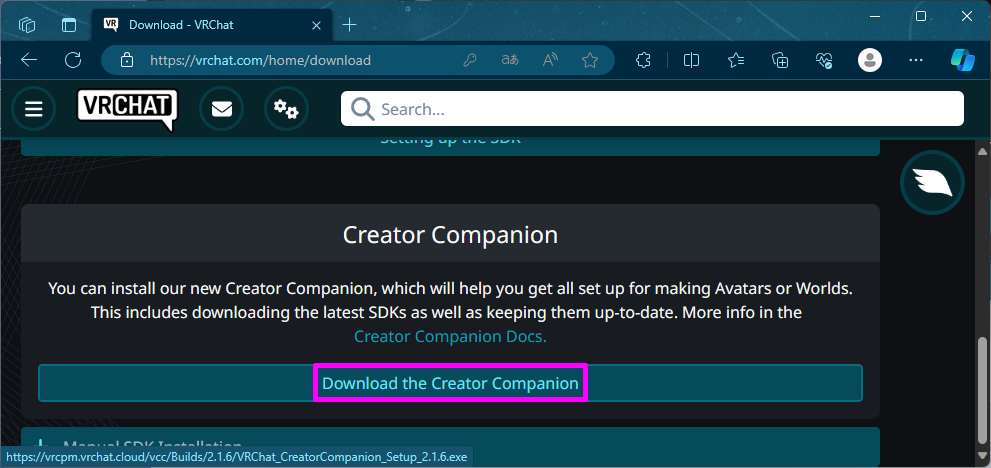 VR
Download - VRChat
https://vrchat.com/home/download
aあ
A
VRCHAT
Search...
Setting up the SDK
Creator Companion
You can install our new Creator Companion, which will help you get all set up for making Avatars or Worlds.
This includes downloading the latest SDKs as well as keeping them up-to-date. More info in the
Creator Companion Docs.
Download the Creator Companion
Manual SDK Installation
https://vrcpm.vrchat.cloud/vcc/Builds/2.1.6/VRChat_CreatorCompanion_Setup_2.1.6.exe